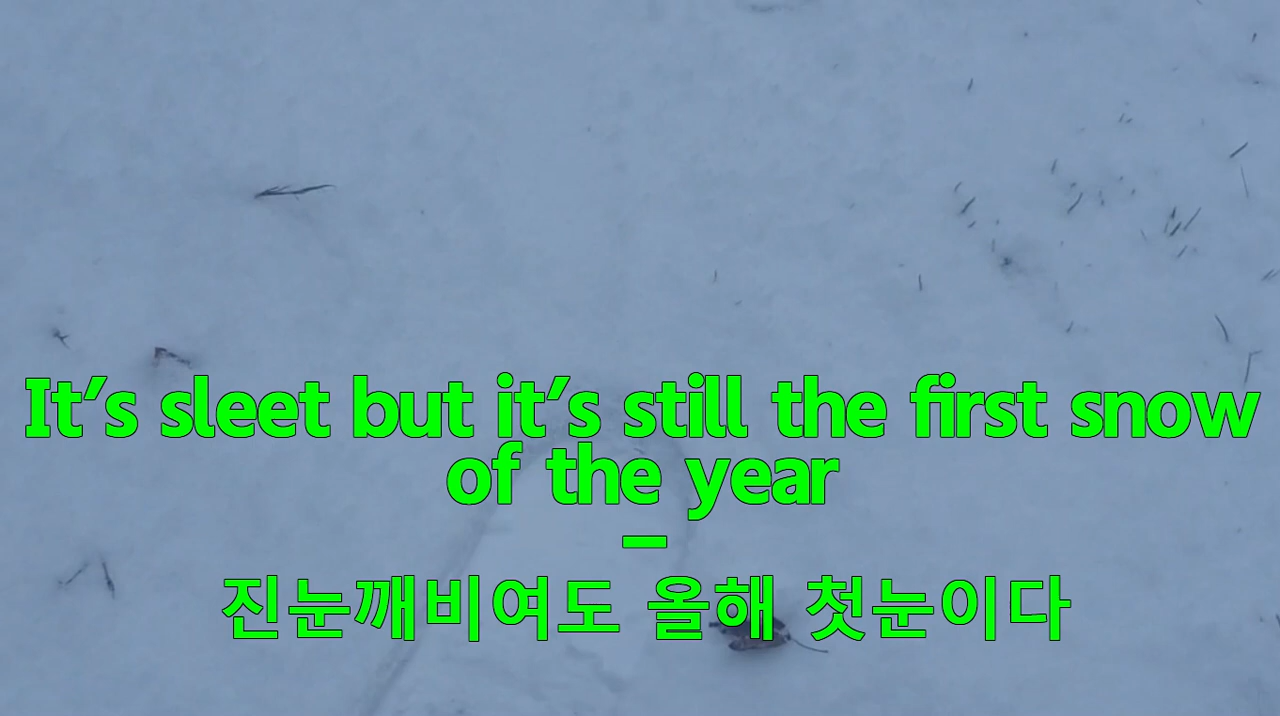 It's sleet but it's still the first snow
of the year
–
진눈깨비여도 올해 첫눈이다